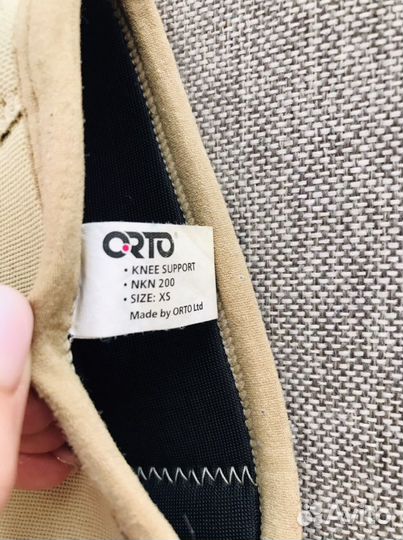 ORTO
• KNEE SUPPORT
• NKN 200
• SIZE: XS
Made by ORTO Ltd
Avito